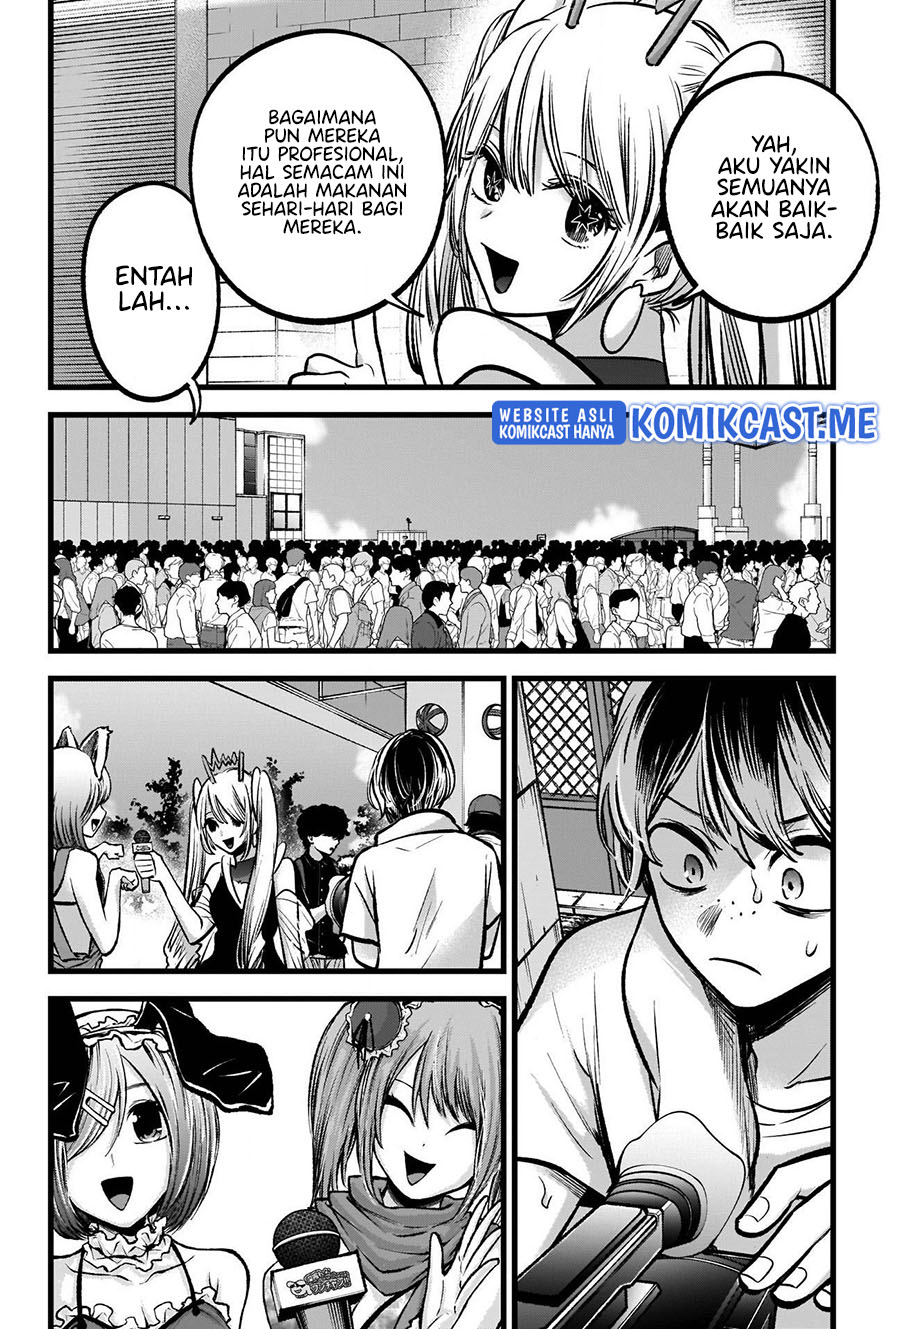 YAH,
AKU YAKIN
SEMUANYA
AKAN BAIK-
BAIK SAJA.
BAGAIMANA
PUN MEREKA
ITU PROFESIONAL,
HAL SEMACAM INI
ADALAH MAKANAN
SEHARI-HARI BAGI
MEREKA.
ENTAH
LAH...
WEBSITE ASLI
KOMIKCAST HANYA
KOMIKCAST.ME